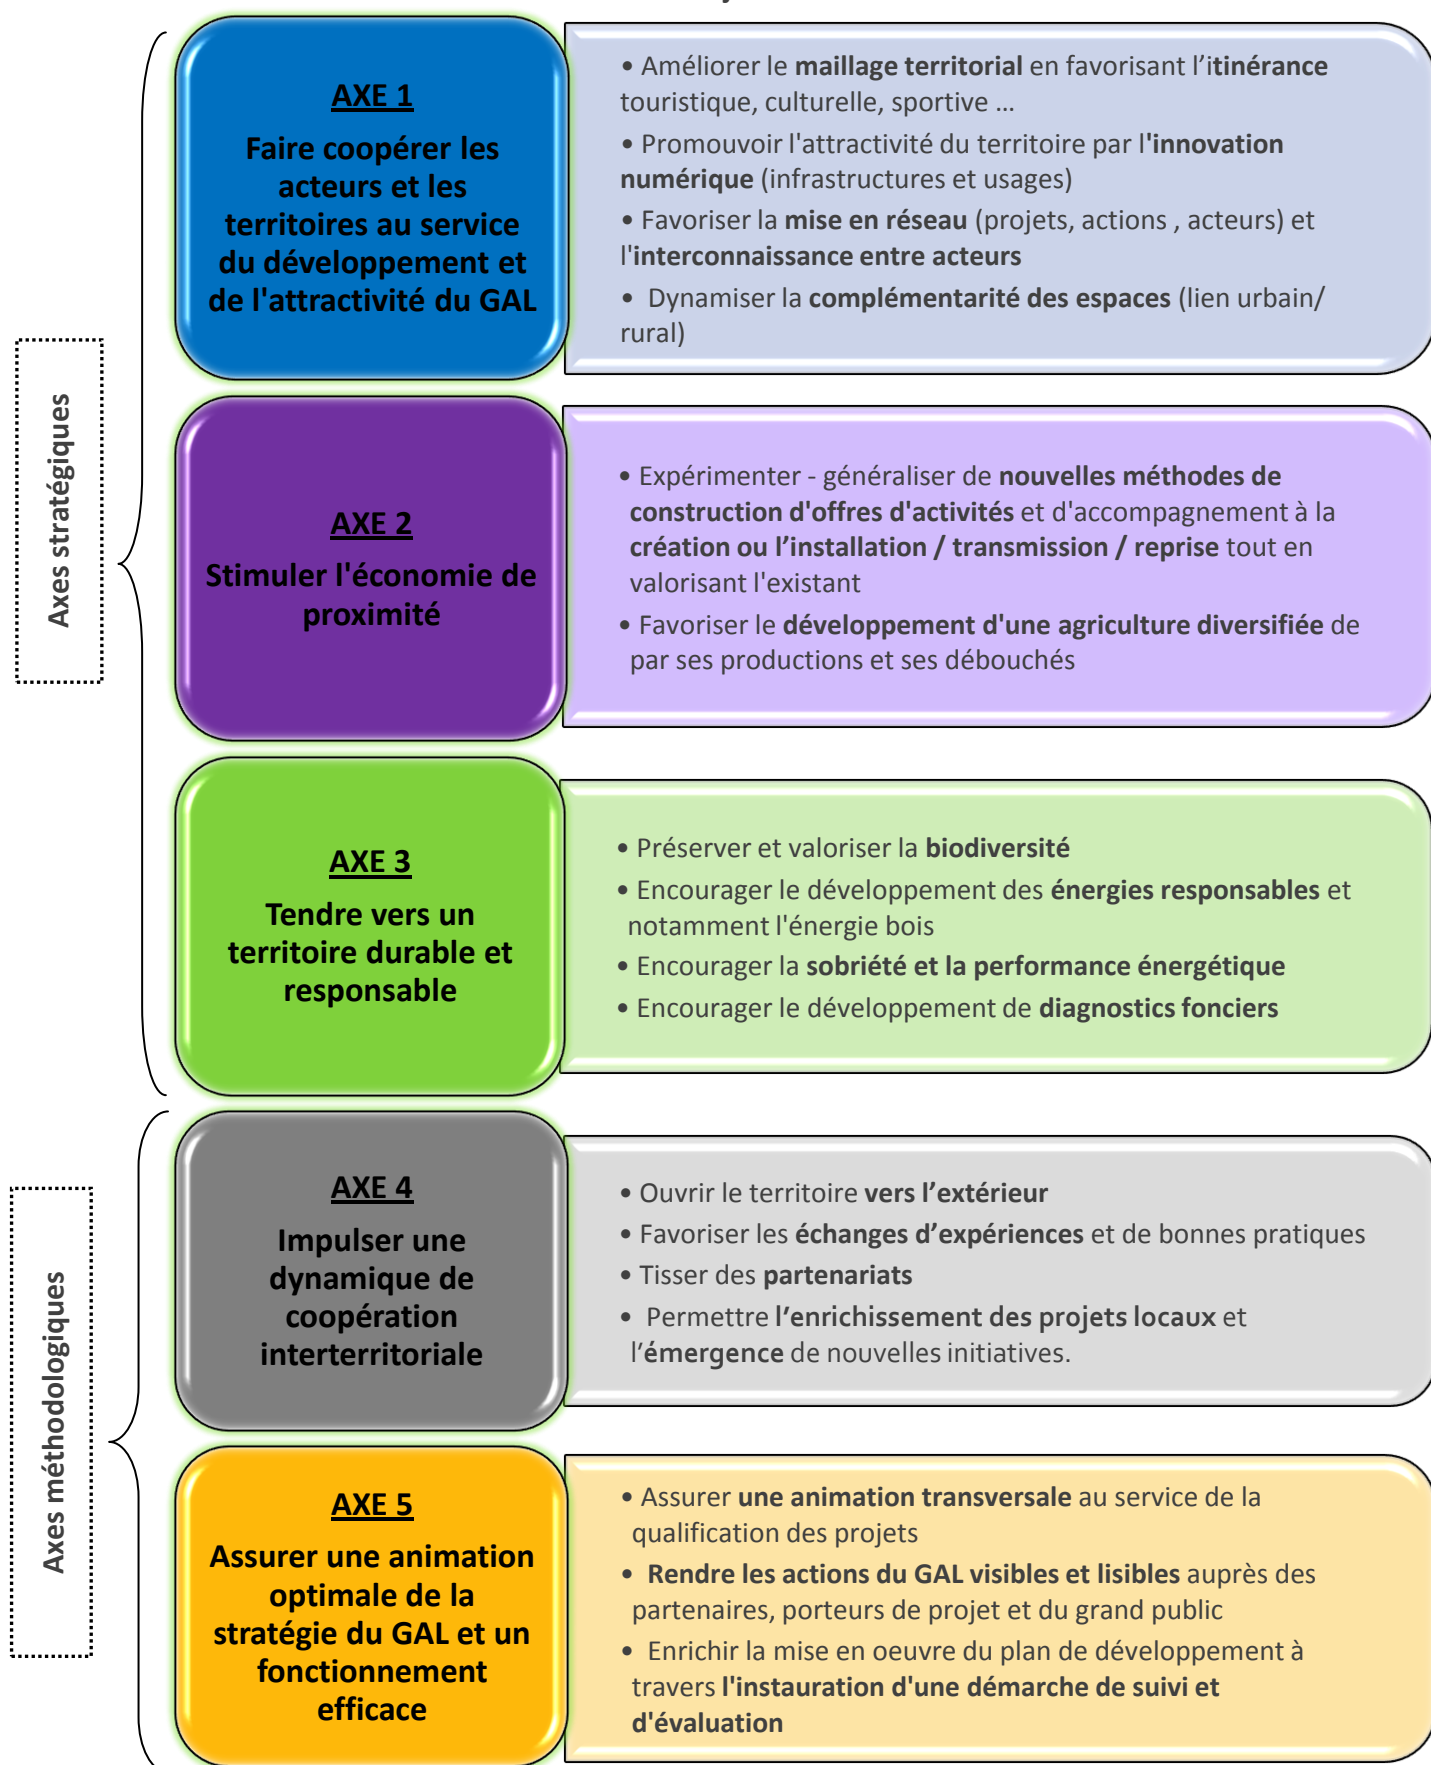 Axes stratégiques
AXE 1
Faire coopérer les
acteurs et les
territoires au service
du développement et
de l'attractivité du GAL
• Améliorer le maillage territorial en favorisant l'itinérance
touristique, culturelle, sportive ...
• Promouvoir l'attractivité du territoire par l'innovation
numérique (infrastructures et usages)
• Favoriser la mise en réseau (projets, actions , acteurs) et
l'interconnaissance entre acteurs
• Dynamiser la complémentarité des espaces (lien urbain/
rural)
AXE 2
Stimuler l'économie de
proximité
• Expérimenter - généraliser de nouvelles méthodes de
construction d'offres d'activités et d'accompagnement à la
création ou l'installation / transmission / reprise tout en
valorisant l'existant
• Favoriser le développement d'une agriculture diversifiée de
par ses productions et ses débouchés
AXE 3
Tendre vers un
territoire durable et
responsable
• Préserver et valoriser la biodiversité
• Encourager le développement des énergies responsables et
notamment l'énergie bois
• Encourager la sobriété et la performance énergétique
• Encourager le développement de diagnostics fonciers
Axes méthodologiques
AXE 4
Impulser une
dynamique de
coopération
interterritoriale
• Ouvrir le territoire vers l'extérieur
• Favoriser les échanges d'expériences et de bonnes pratiques
• Tisser des partenariats
• Permettre l'enrichissement des projets locaux et
l'émergence de nouvelles initiatives.
AXE 5
Assurer une animation
optimale de la
stratégie du GAL et un
fonctionnement
efficace
• Assurer une animation transversale au service de la
qualification des projets
• Rendre les actions du GAL visibles et lisibles auprès des
partenaires, porteurs de projet et du grand public
• Enrichir la mise en oeuvre du plan de développement à
travers l'instauration d'une démarche de suivi et
d'évaluation